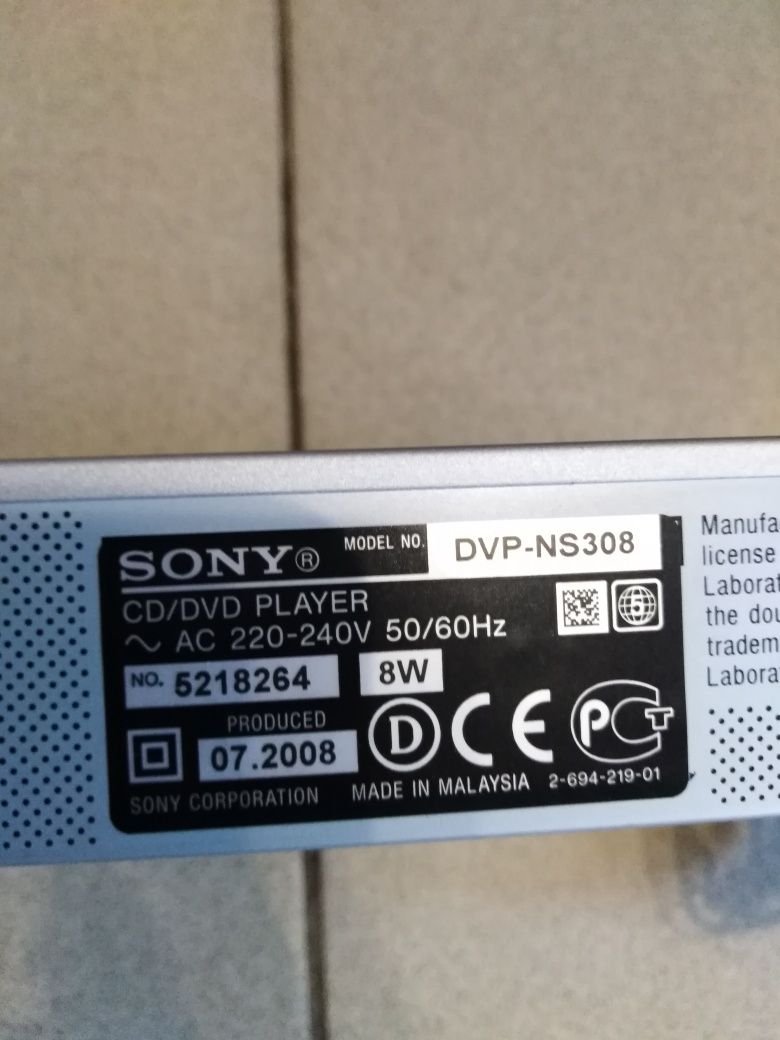 SONY® MODEL NO. DVP-NS308
CD/DVD PLAYER
~ AC 220-240V 50/60Hz
5
NO. 5218264 8W
PRODUCED
07.2008
D CE PCT
SONY CORPORATION MADE IN MALAYSIA 2-694-219-01
Manufa
license
Laborat
the dou
tradem
Labora